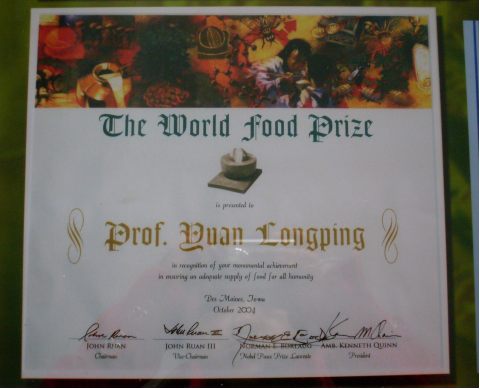 The World Food Prize
is presented to
Prof. Yuan Longping
in recognition of your monumental achievement
in ensuring an adequate supply of food for all humanity
Des Moines, Iowa
October 2004
JOHN RUAN JOHN RUAN III NORMAN E. BORLAUG AMB. KENNETH QUINN
Chairman Vice-Chairman Nobel Peace Prize Laureate President